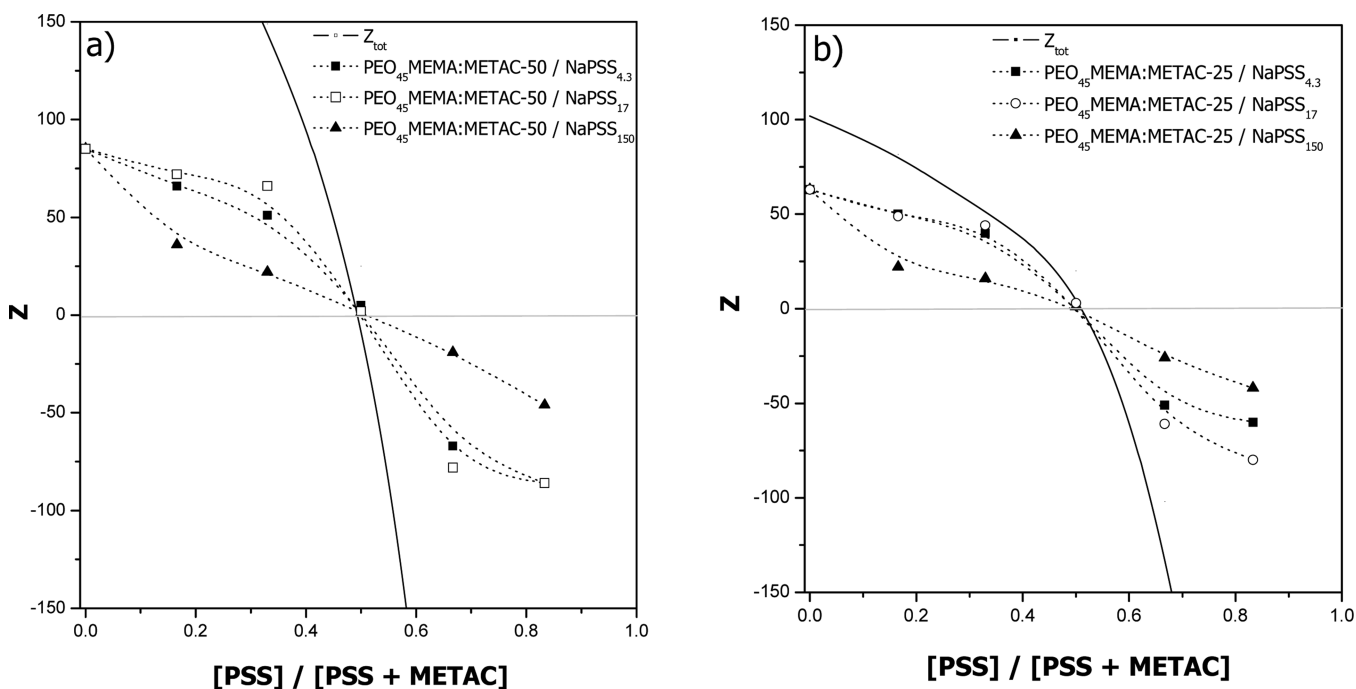 a)
Z_tot
PEO45MEMA:METAC-50 / NaPSS4.3
PEO45MEMA:METAC-50 / NaPSS17
PEO45MEMA:METAC-50 / NaPSS150
150
100
50
0
-50
-100
-150
Z
0.0 0.2 0.4 0.6 0.8 1.0
[PSS] / [PSS + METAC]
b)
Z_tot
PEO45MEMA:METAC-25 / NaPSS4.3
PEO45MEMA:METAC-25 / NaPSS17
PEO45MEMA:METAC-25 / NaPSS150
150
100
50
0
-50
-100
-150
Z
0.0 0.2 0.4 0.6 0.8 1.0
[PSS] / [PSS + METAC]